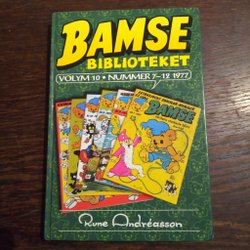 BAMSE
BIBLIOTEKET
VOLYM 10 • NUMMER 7–12 1977
BAMSE
Rune Andréasson